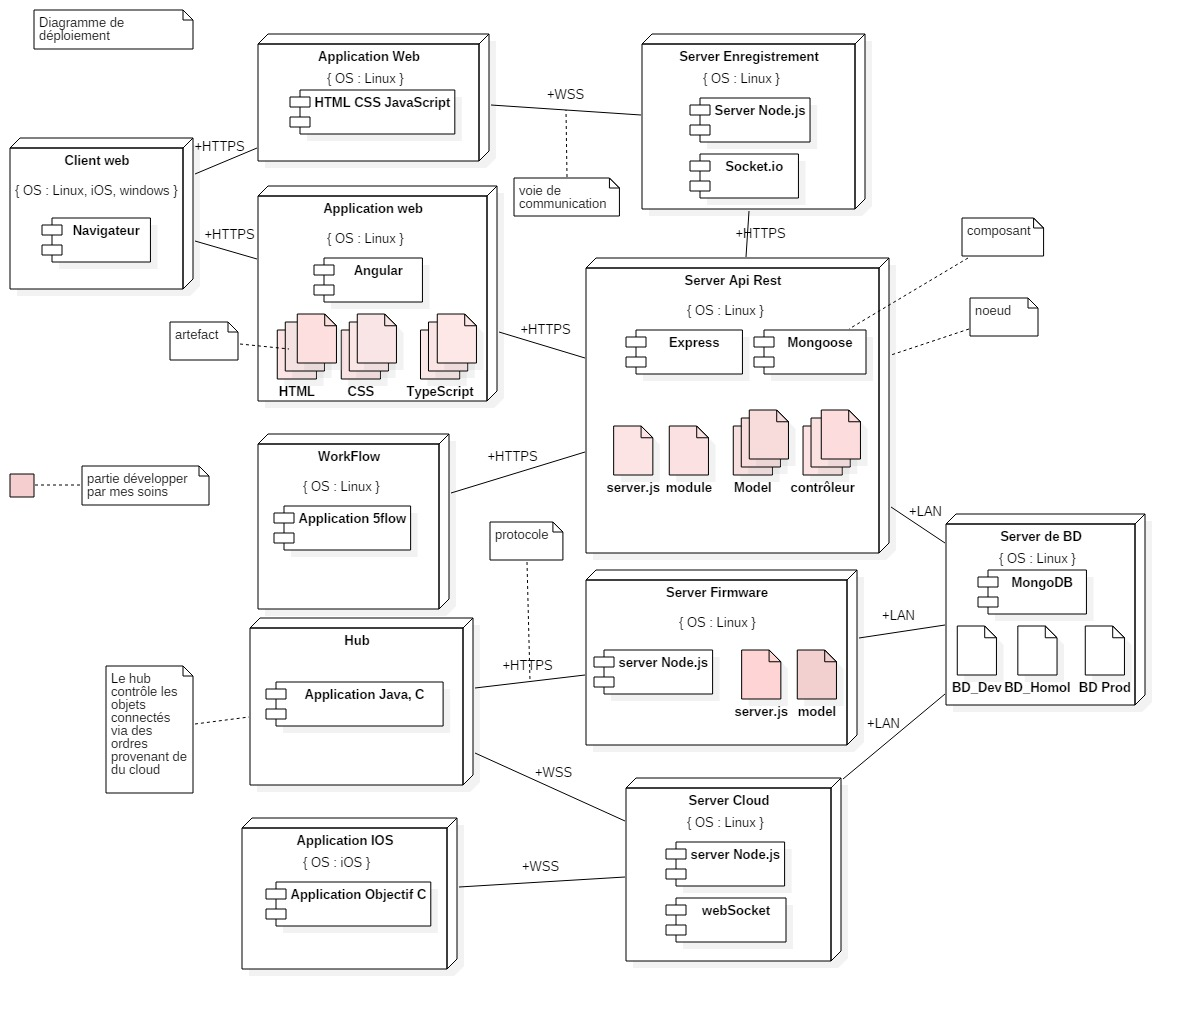 Diagramme de
déploiement
Application Web
{ OS : Linux }
HTML CSS JavaScript
+WSS
Server Enregistrement
{ OS : Linux }
Server Node.js
Socket.io
Client web
{ OS : Linux, iOS, windows }
Navigateur
+HTTPS
+HTTPS
voie de
communication
Application web
{ OS : Linux }
Angular
HTML
CSS
TypeScript
artefact
+HTTPS
+HTTPS
Server Api Rest
{ OS : Linux }
Express
Mongoose
server.js
module
Model
contrôleur
composant
noeud
WorkFlow
{ OS : Linux }
Application 5flow
+HTTPS
partie développer
par mes soins
protocole
+LAN
Server de BD
{ OS : Linux }
MongoDB
BD_Dev
BD_Homol
BD Prod
Server Firmware
{ OS : Linux }
server Node.js
server.js
model
+LAN
Hub
Application Java, C
+HTTPS
Le hub
contrôle les
objets
connectés
via des
ordres
provenant de
du cloud
+LAN
+WSS
Server Cloud
{ OS : Linux }
server Node.js
webSocket
Application IOS
{ OS : iOS }
Application Objectif C
+WSS